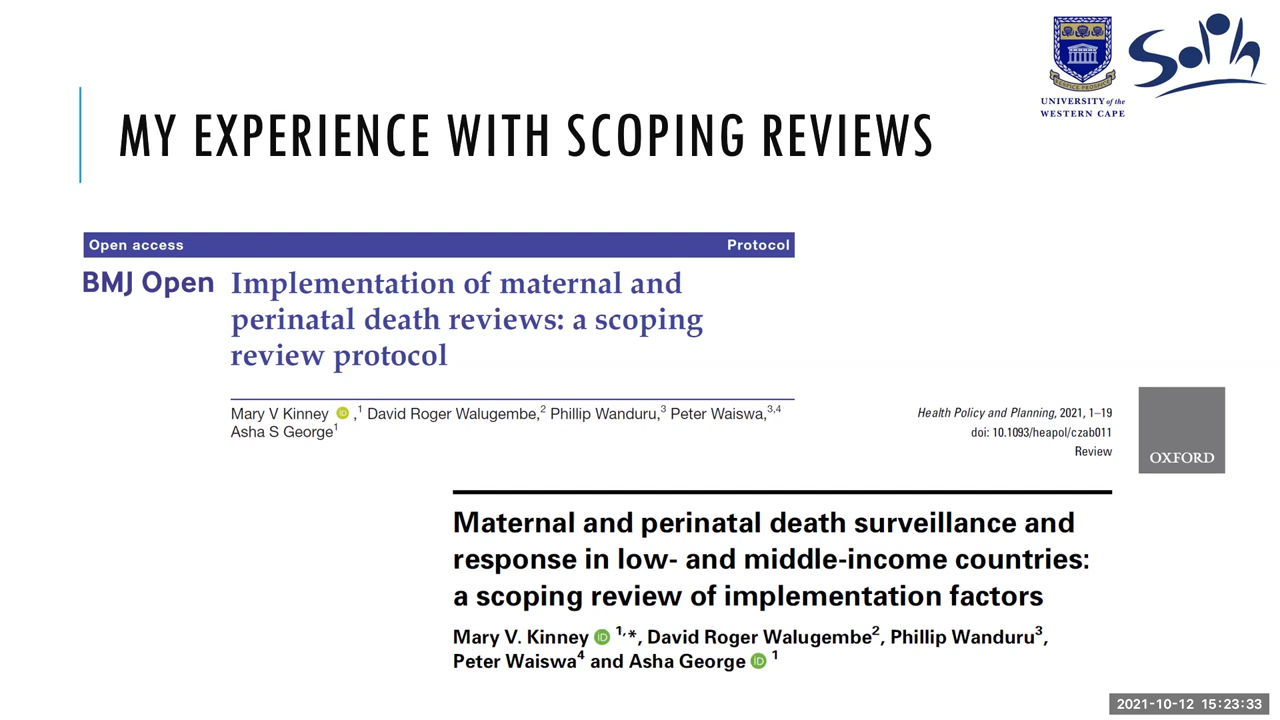 SoPh
UNIVERSITY of the
WESTERN CAPE
MY EXPERIENCE WITH SCOPING REVIEWS
Open access Protocol
BMJ Open Implementation of maternal and
perinatal death reviews: a scoping
review protocol
Mary V Kinney iD ,1 David Roger Walugembe,2 Phillip Wanduru,3 Peter Waiswa,3,4
Asha S George1
Health Policy and Planning, 2021, 1–19
doi: 10.1093/heapol/czab011
Review
OXFORD
Maternal and perinatal death surveillance and
response in low- and middle-income countries:
a scoping review of implementation factors
Mary V. Kinney iD 1,*, David Roger Walugembe2, Phillip Wanduru3,
Peter Waiswa4 and Asha George iD 1
2021-10-12 15:23:33